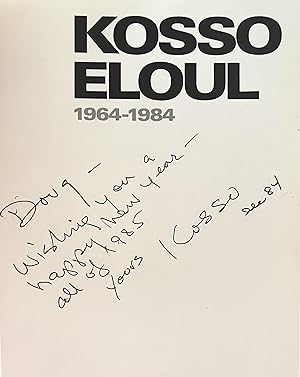 KOSSO
ELOUL
1964-1984
Doug –
Wishing you a
happy new year –
all of 1985
yours Kosso
Dec 84